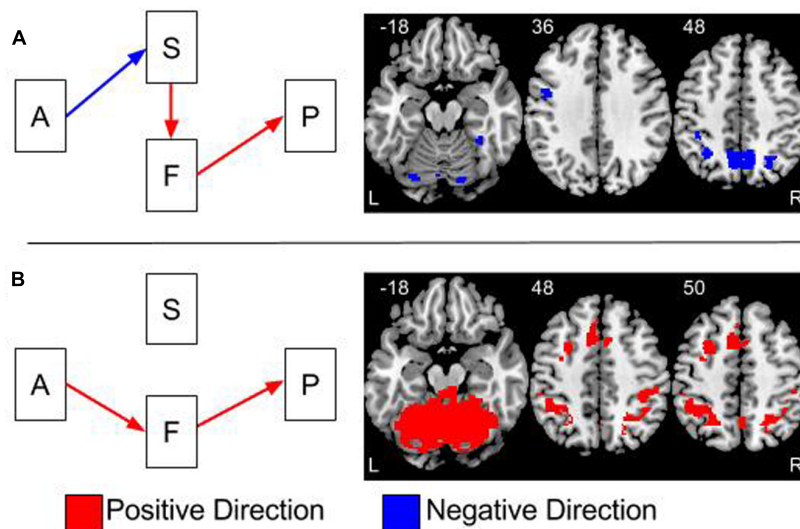 A
S
A
P
F
-18 36 48
L R
B
S
A
P
F
-18 48 50
L R
Positive Direction Negative Direction